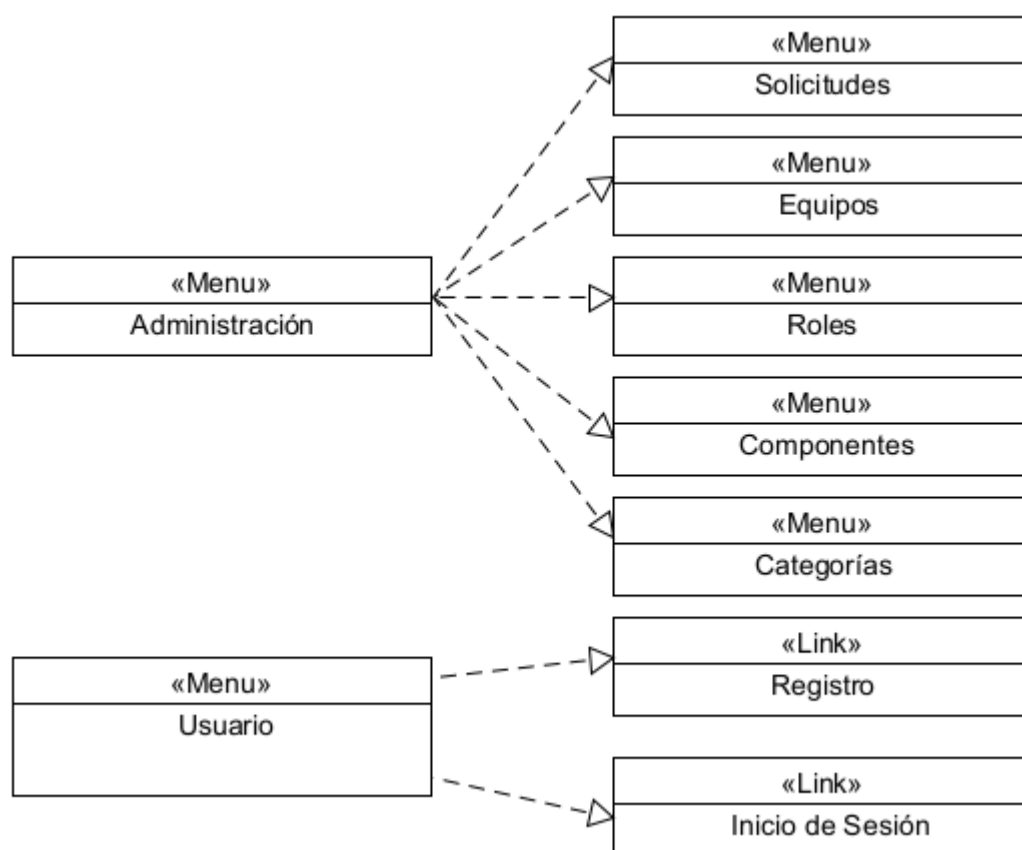 «Menu»
Solicitudes
«Menu»
Equipos
«Menu»
Administración
«Menu»
Roles
«Menu»
Componentes
«Menu»
Categorías
«Menu»
Usuario
«Link»
Registro
«Link»
Inicio de Sesión